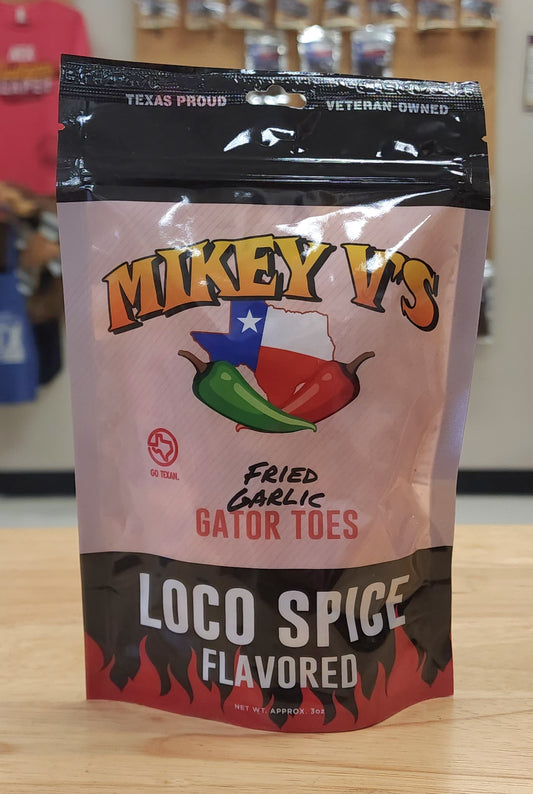 TEXAS PROUD
VETERAN-OWNED
MIKEY V'S
GO TEXAN.
FRIED
GARLIC
GATOR TOES
LOCO SPICE
FLAVORED
NET WT. APPROX. 3oz